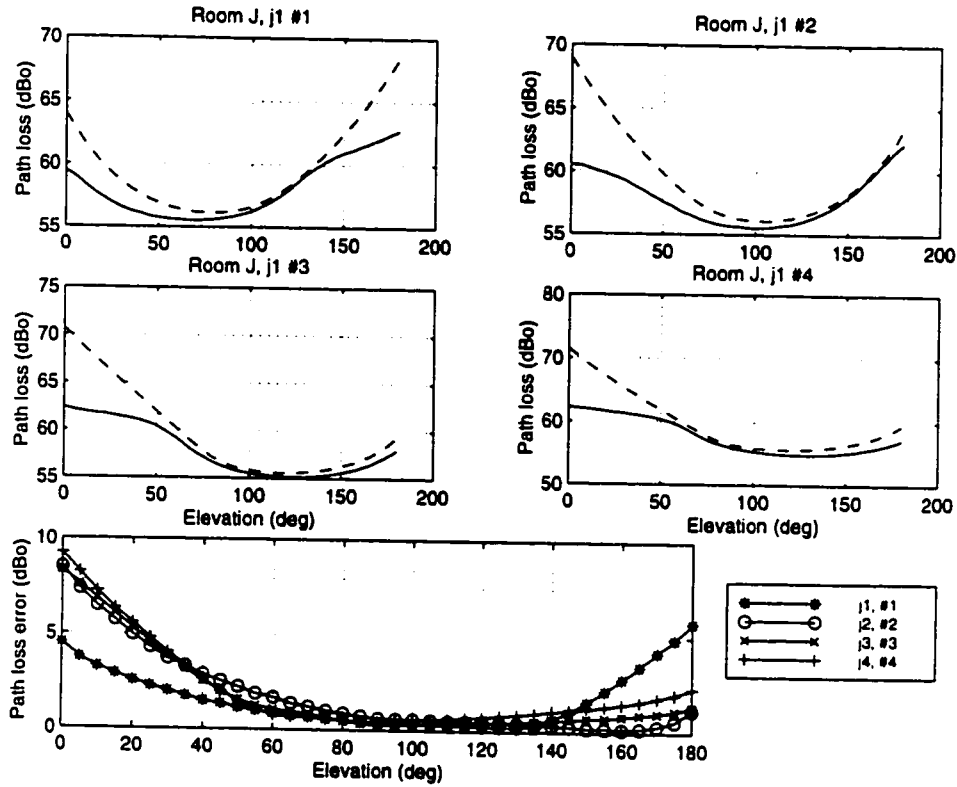 Room J, j1 #1
Path loss (dBo)
70
65
60
55
0 50 100 150 200
Room J, j1 #2
Path loss (dBo)
70
65
60
55
0 50 100 150 200
Room J, j1 #3
Path loss (dBo)
75
70
65
60
55
0 50 100 150 200
Elevation (deg)
Room J, j1 #4
Path loss (dBo)
80
70
60
50
0 50 100 150 200
Elevation (deg)
Path loss error (dBo)
10
5
0
0 20 40 60 80 100 120 140 160 180
Elevation (deg)
j1, #1
j2, #2
j3, #3
j4, #4